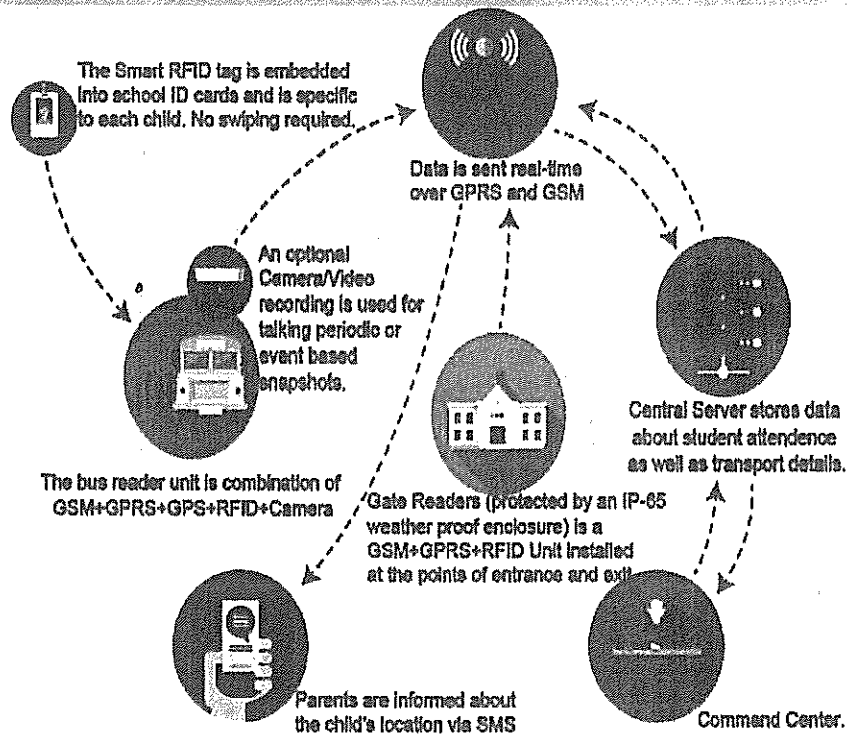 The Smart RFID tag is embedded
into school ID cards and is specific
to each child. No swiping required.
Data is sent real-time
over GPRS and GSM
An optional
Camera/Video
recording is used for
talking periodic or
event based
snapshots.
The bus reader unit is combination of
GSM+GPRS+GPS+RFID+Camera
Gate Readers (protected by an IP-65
weather proof enclosure) is a
GSM+GPRS+RFID Unit installed
at the points of entrance and exit
Central Server stores data
about student attendence
as well as transport details.
Parents are informed about
the child's location via SMS
Command Center.